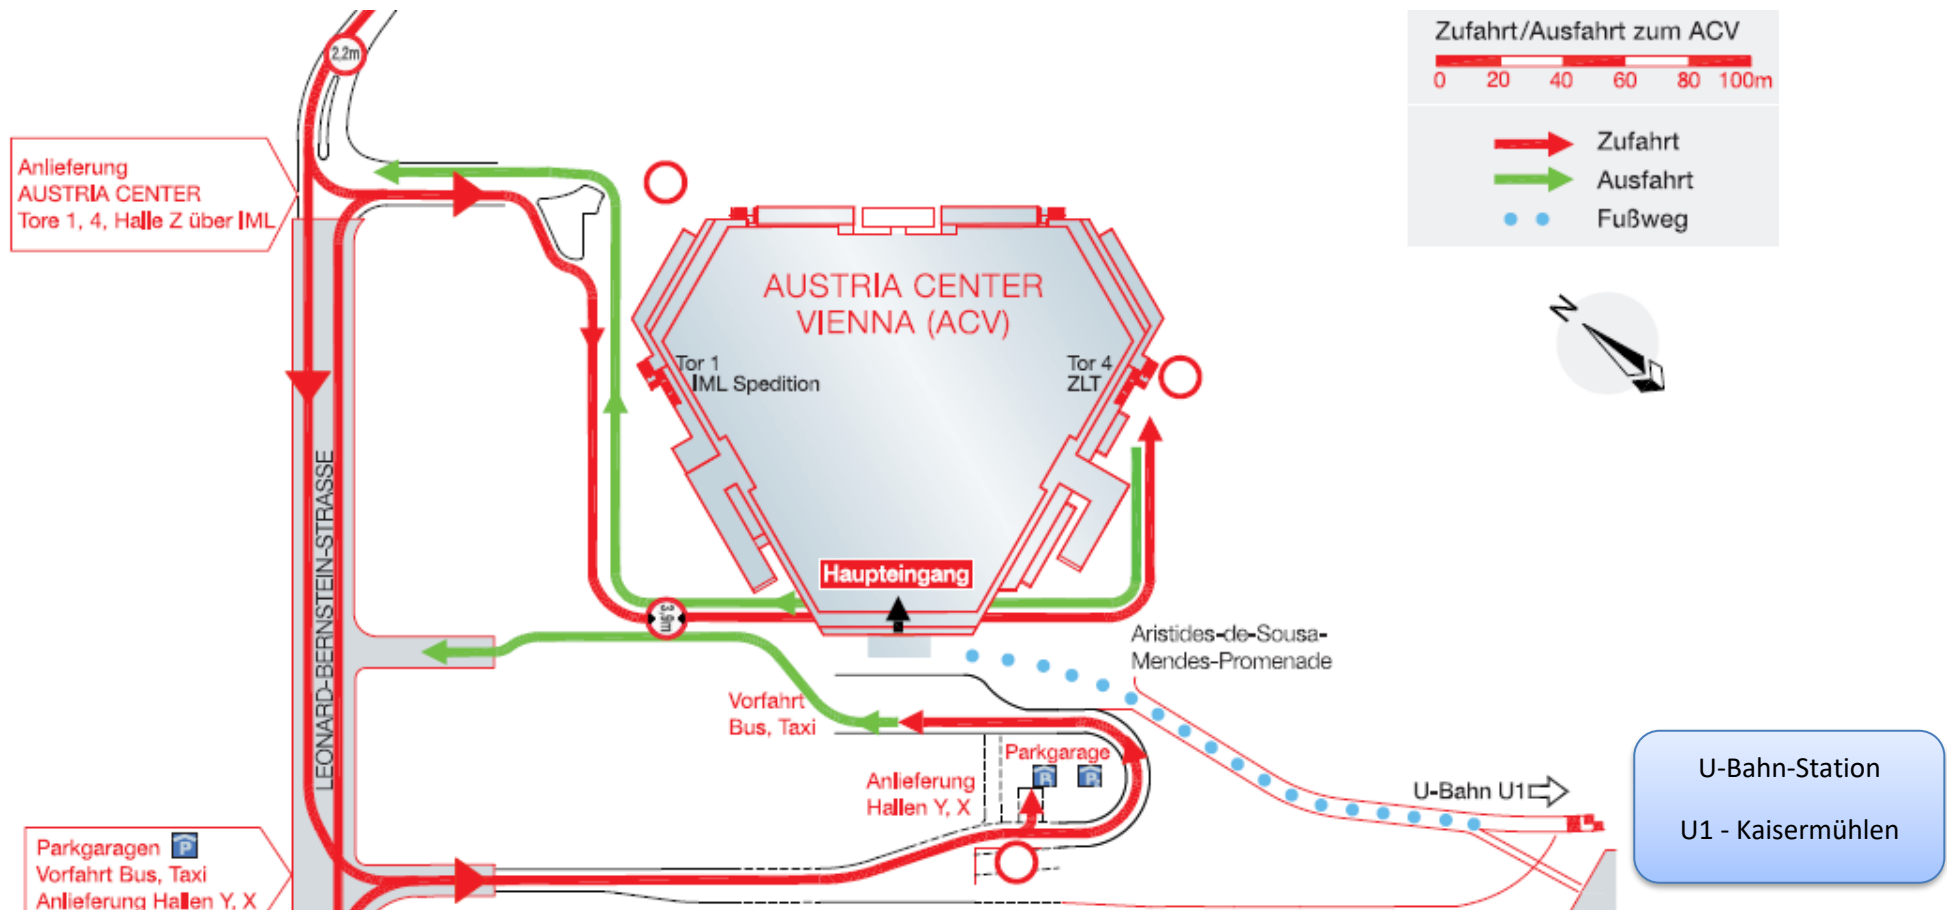 2,2m
Zufahrt/Ausfahrt zum ACV
0 20 40 60 80 100m
Zufahrt
Ausfahrt
Fußweg
N
Anlieferung
AUSTRIA CENTER
Tore 1, 4, Halle Z über IML
AUSTRIA CENTER
VIENNA (ACV)
Tor 1
IML Spedition
Tor 4
ZLT
LEONARD-BERNSTEIN-STRASSE
Haupteingang
3,9m
Aristides-de-Sousa-
Mendes-Promenade
Vorfahrt
Bus, Taxi
Parkgarage
P P
Anlieferung
Hallen Y, X
U-Bahn U1
U-Bahn-Station
U1 - Kaisermühlen
Parkgaragen P
Vorfahrt Bus, Taxi
Anlieferung Hallen Y, X